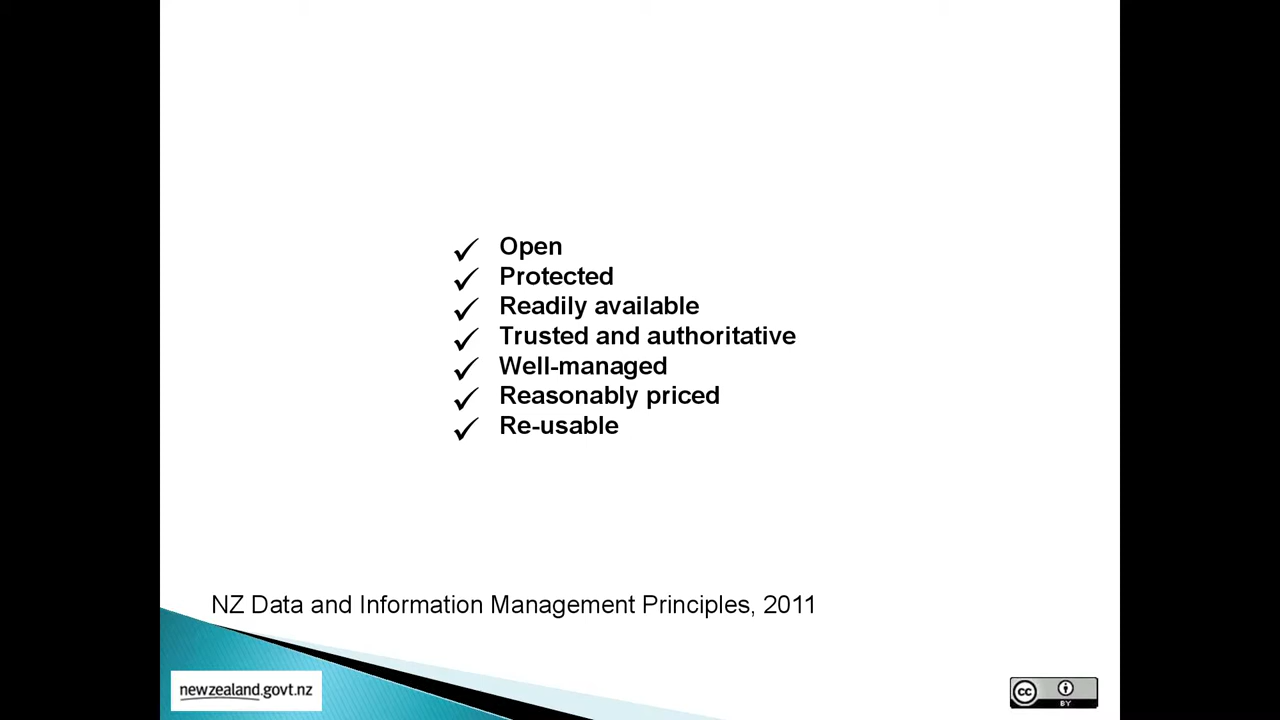 Open
Protected
Readily available
Trusted and authoritative
Well-managed
Reasonably priced
Re-usable
NZ Data and Information Management Principles, 2011
newzealand.govt.nz
cc
BY